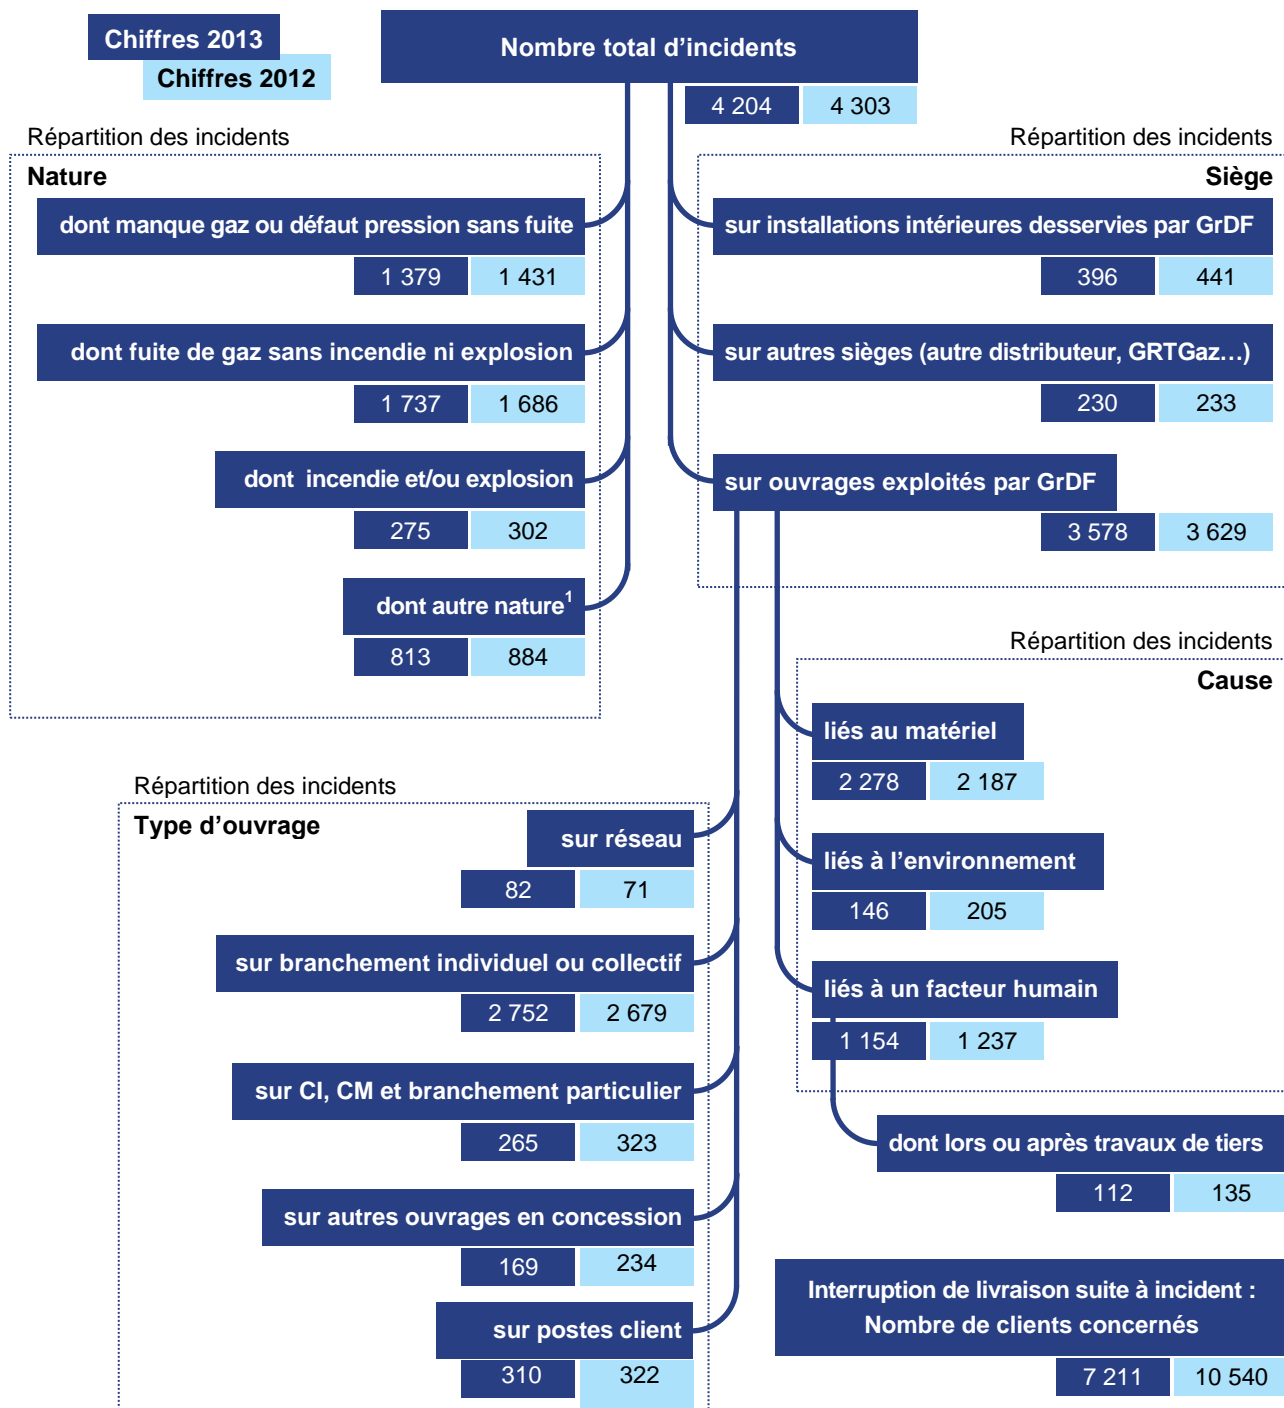 Chiffres 2013
Chiffres 2012
Nombre total d’incidents
4 204 4 303
Répartition des incidents
Nature
dont manque gaz ou défaut pression sans fuite
1 379 1 431
dont fuite de gaz sans incendie ni explosion
1 737 1 686
dont incendie et/ou explosion
275 302
dont autre nature1
813 884
Répartition des incidents
Siège
sur installations intérieures desservies par GrDF
396 441
sur autres sièges (autre distributeur, GRTGaz…)
230 233
sur ouvrages exploités par GrDF
3 578 3 629
Répartition des incidents
Cause
liés au matériel
2 278 2 187
liés à l’environnement
146 205
liés à un facteur humain
1 154 1 237
dont lors ou après travaux de tiers
112 135
Répartition des incidents
Type d’ouvrage
sur réseau
82 71
sur branchement individuel ou collectif
2 752 2 679
sur CI, CM et branchement particulier
265 323
sur autres ouvrages en concession
169 234
sur postes client
310 322
Interruption de livraison suite à incident :
Nombre de clients concernés
7 211 10 540